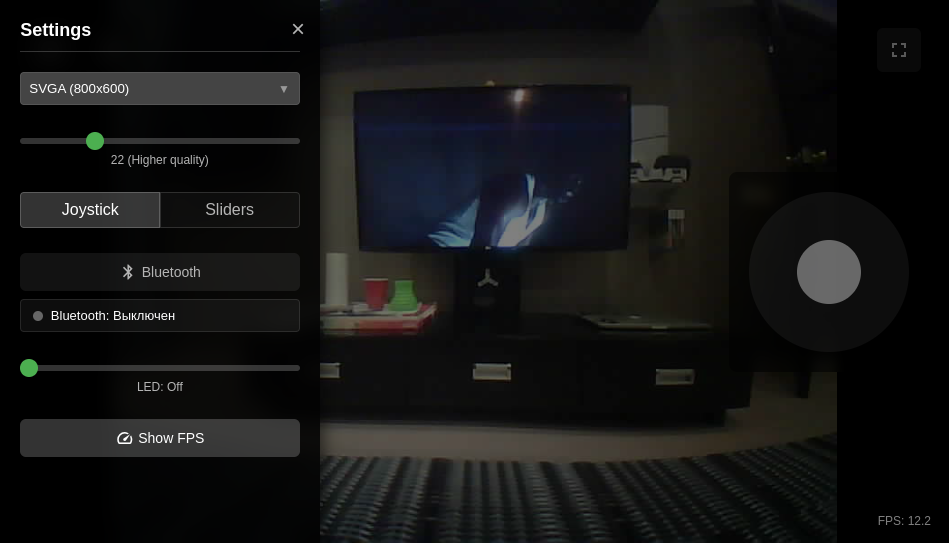 Settings
SVGA (800x600)
22 (Higher quality)
Joystick
Sliders
Bluetooth
Bluetooth: Выключен
LED: Off
Show FPS
FPS: 12.2